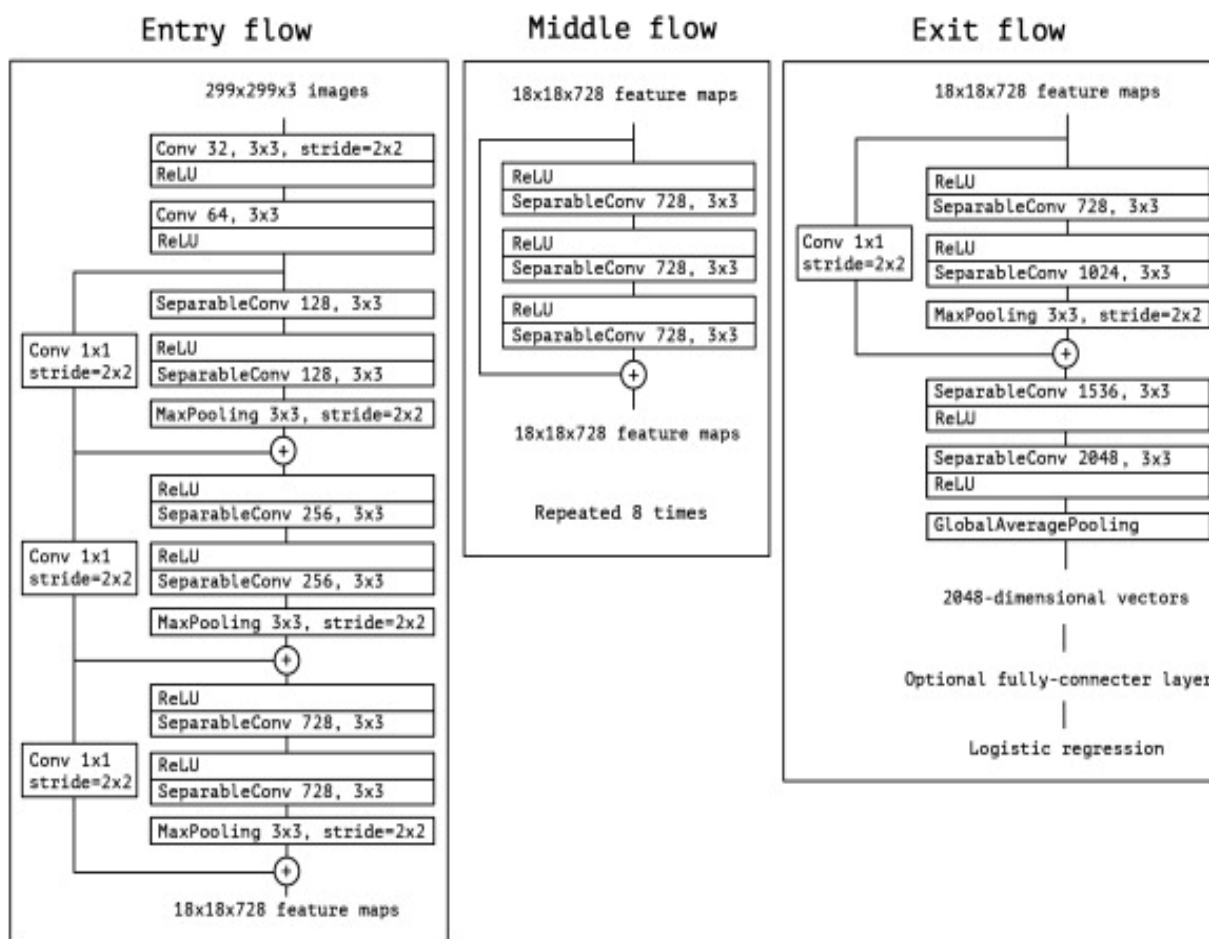 Entry flow
299x299x3 images
Conv 32, 3x3, stride=2x2
ReLU
Conv 64, 3x3
ReLU
SeparableConv 128, 3x3
Conv 1x1
stride=2x2
ReLU
SeparableConv 128, 3x3
MaxPooling 3x3, stride=2x2
+
ReLU
SeparableConv 256, 3x3
Conv 1x1
stride=2x2
ReLU
SeparableConv 256, 3x3
MaxPooling 3x3, stride=2x2
+
ReLU
SeparableConv 728, 3x3
Conv 1x1
stride=2x2
ReLU
SeparableConv 728, 3x3
MaxPooling 3x3, stride=2x2
+
18x18x728 feature maps
Middle flow
18x18x728 feature maps
ReLU
SeparableConv 728, 3x3
ReLU
SeparableConv 728, 3x3
ReLU
SeparableConv 728, 3x3
+
18x18x728 feature maps
Repeated 8 times
Exit flow
18x18x728 feature maps
ReLU
SeparableConv 728, 3x3
Conv 1x1
stride=2x2
ReLU
SeparableConv 1024, 3x3
MaxPooling 3x3, stride=2x2
+
SeparableConv 1536, 3x3
ReLU
SeparableConv 2048, 3x3
ReLU
GlobalAveragePooling
2048-dimensional vectors
Optional fully-connecter layer
Logistic regression